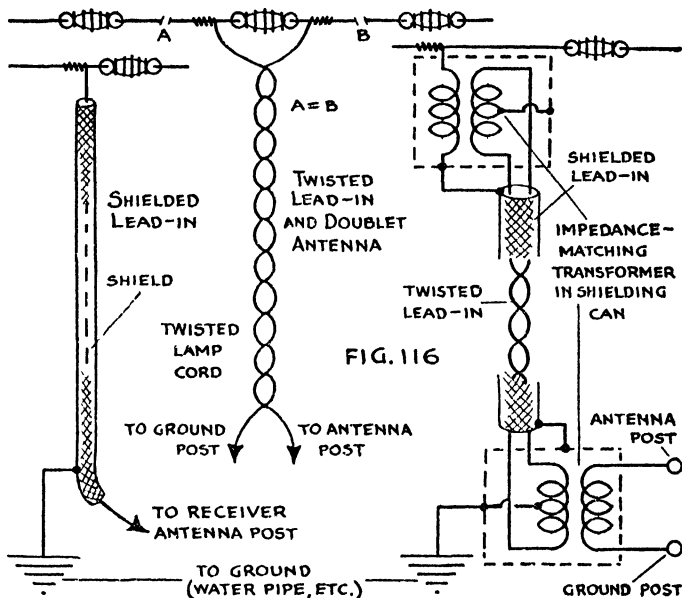 A
B
A=B
SHIELDED
LEAD-IN
SHIELD
TWISTED
LEAD-IN
AND DOUBLET
ANTENNA
TWISTED
LAMP
CORD
TO GROUND
POST
TO ANTENNA
POST
TO RECEIVER
ANTENNA POST
FIG. 116
SHIELDED
LEAD-IN
IMPEDANCE-
MATCHING
TRANSFORMER
IN SHIELDING
CAN
TWISTED
LEAD-IN
ANTENNA
POST
TO GROUND
(WATER PIPE, ETC.)
GROUND POST